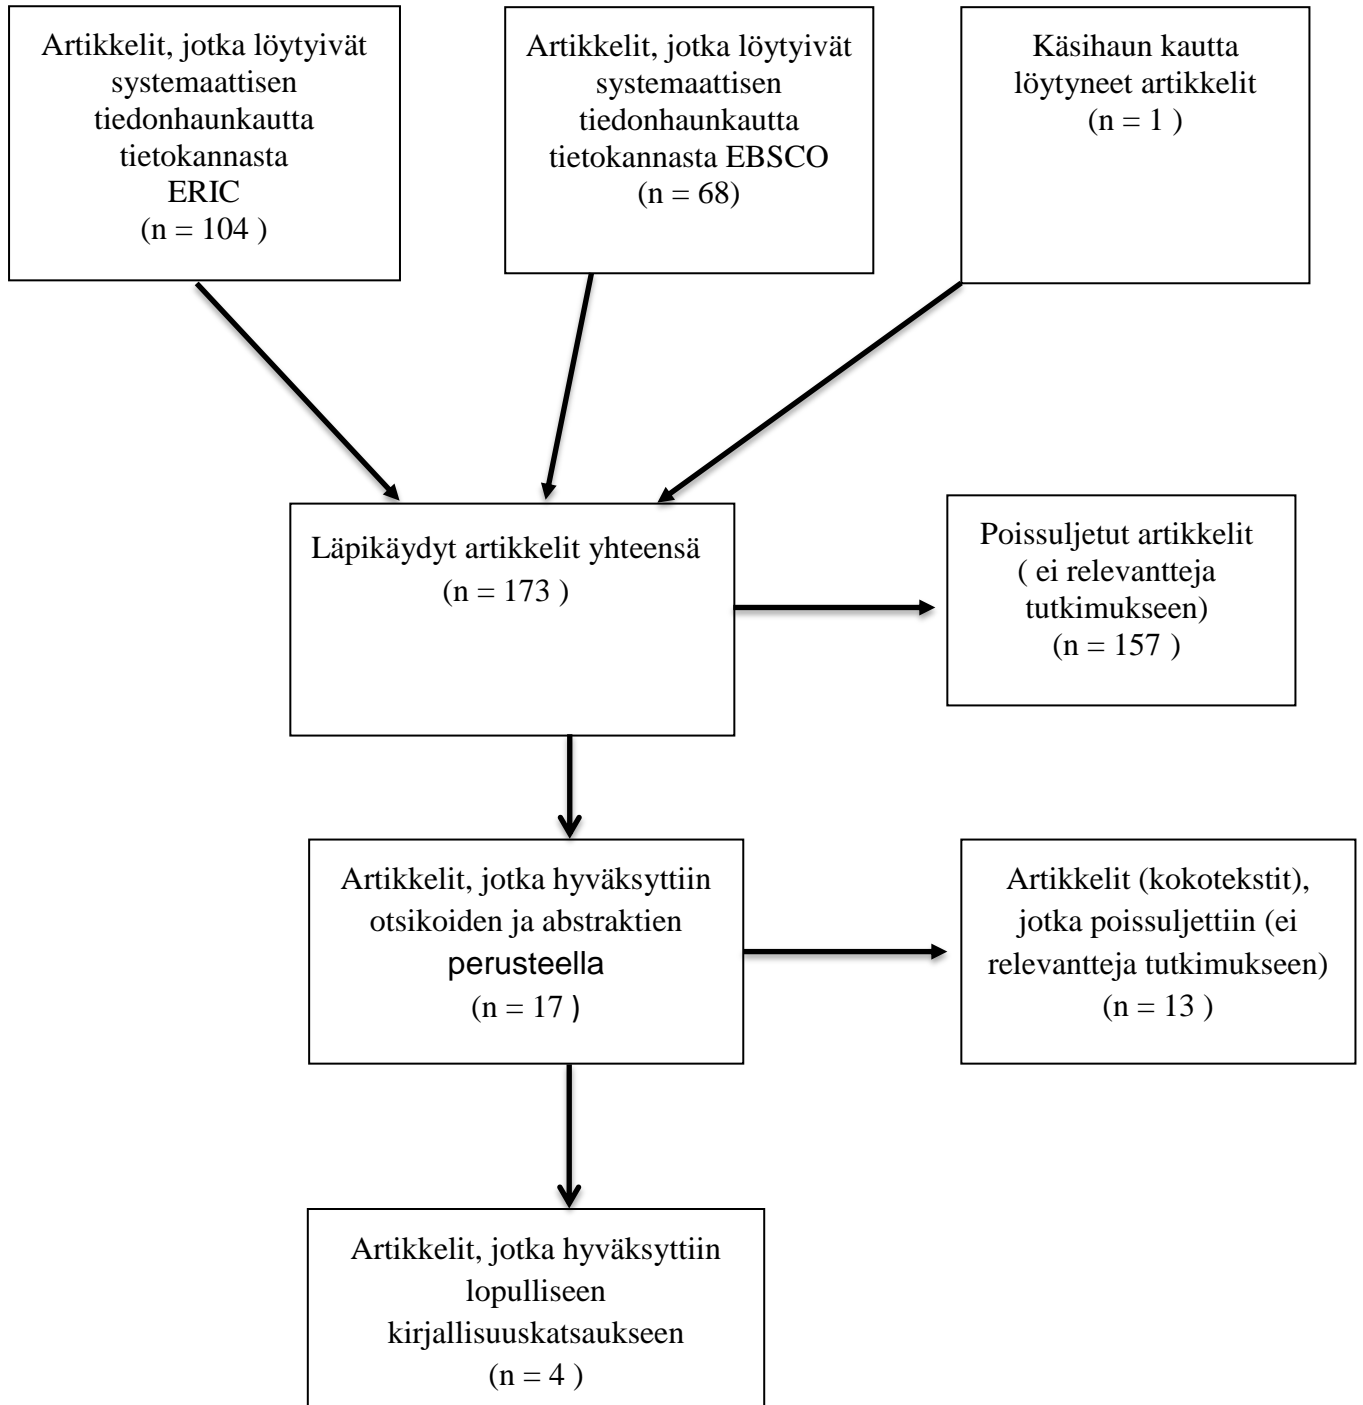 Artikkelit, jotka löytyivät
systemaattisen
tiedonhaunkautta
tietokannasta
ERIC
(n = 104 )
Artikkelit, jotka löytyivät
systemaattisen
tiedonhaunkautta
tietokannasta EBSCO
(n = 68)
Käsihaun kautta
löytyneet artikkelit
(n = 1 )
Läpikäydyt artikkelit yhteensä
(n = 173 )
Poissuljetut artikkelit
( ei relevantteja
tutkimukseen)
(n = 157 )
Artikkelit, jotka hyväksyttiin
otsikoiden ja abstraktien
perusteella
(n = 17 )
Artikkelit (kokotekstit),
jotka poissuljettiin (ei
relevantteja tutkimukseen)
(n = 13 )
Artikkelit, jotka hyväksyttiin
lopulliseen
kirjallisuuskatsaukseen
(n = 4 )